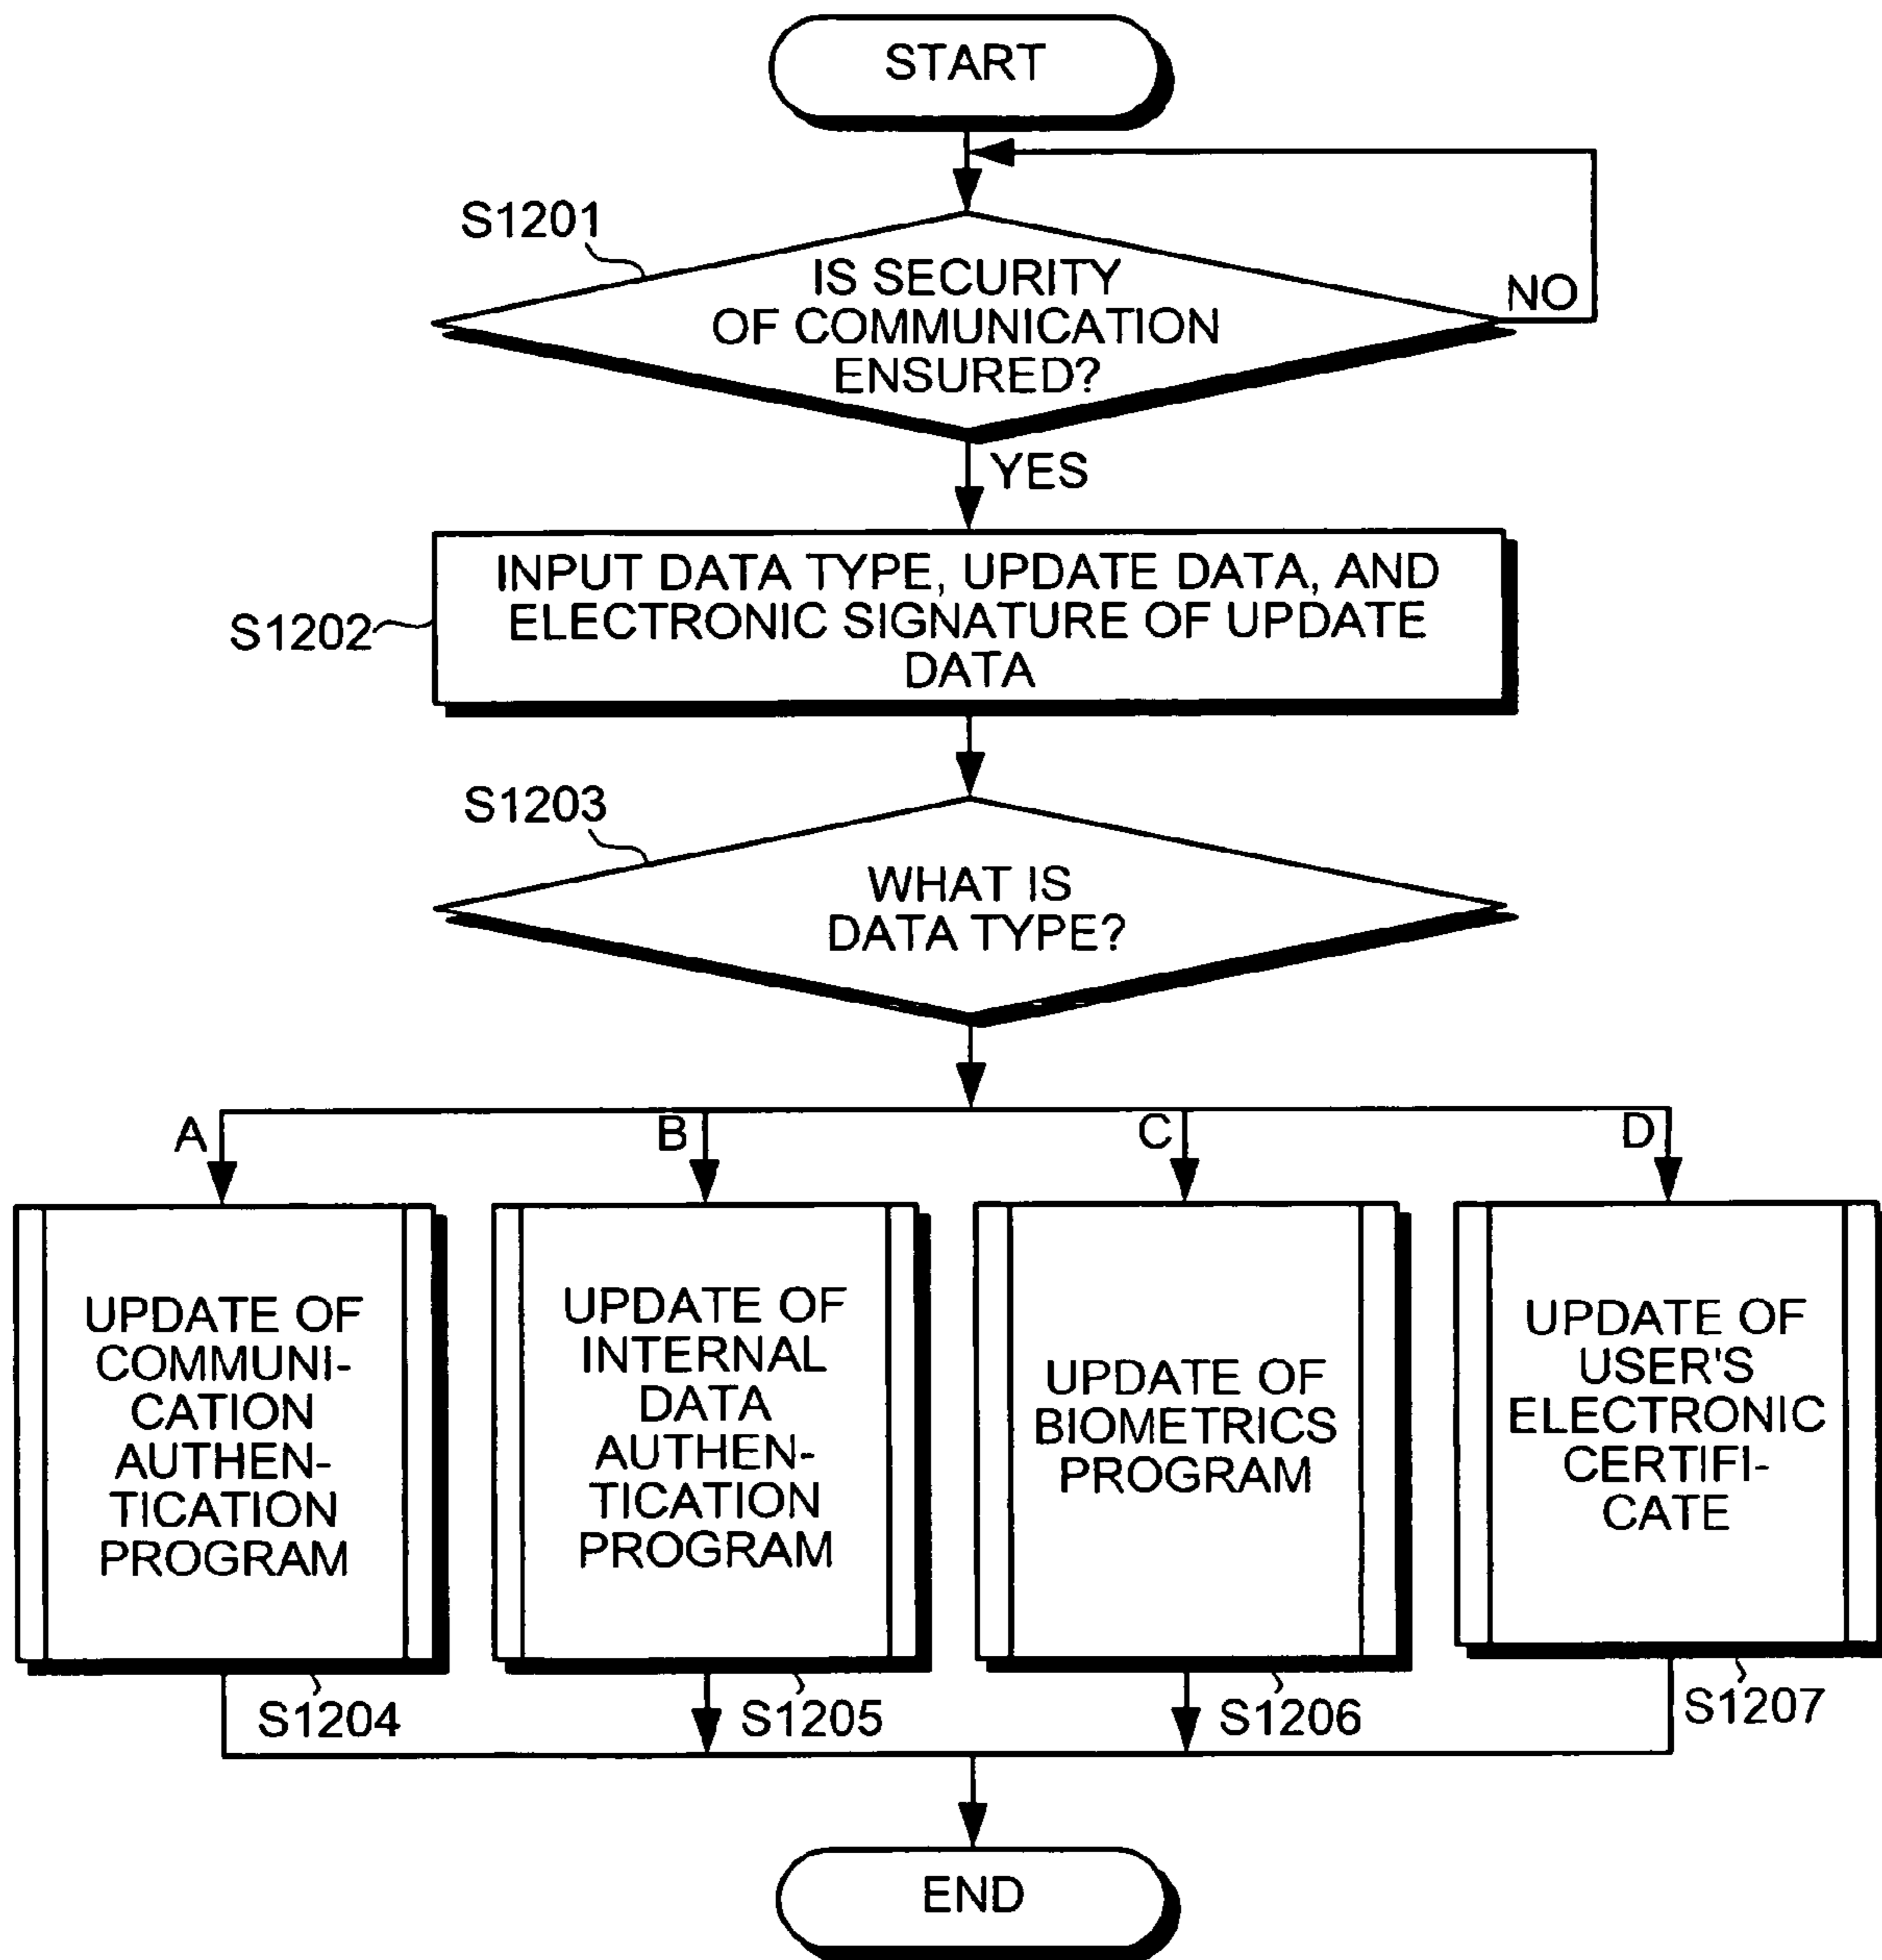 START
S1201
IS SECURITY
OF COMMUNICATION
ENSURED?
NO
YES
S1202
INPUT DATA TYPE, UPDATE DATA, AND
ELECTRONIC SIGNATURE OF UPDATE
DATA
S1203
WHAT IS
DATA TYPE?
A
B
C
D
UPDATE OF
COMMUNI-
CATION
AUTHEN-
TICATION
PROGRAM
UPDATE OF
INTERNAL
DATA
AUTHEN-
TICATION
PROGRAM
UPDATE OF
BIOMETRICS
PROGRAM
UPDATE OF
USER'S
ELECTRONIC
CERTIFI-
CATE
S1204
S1205
S1206
S1207
END